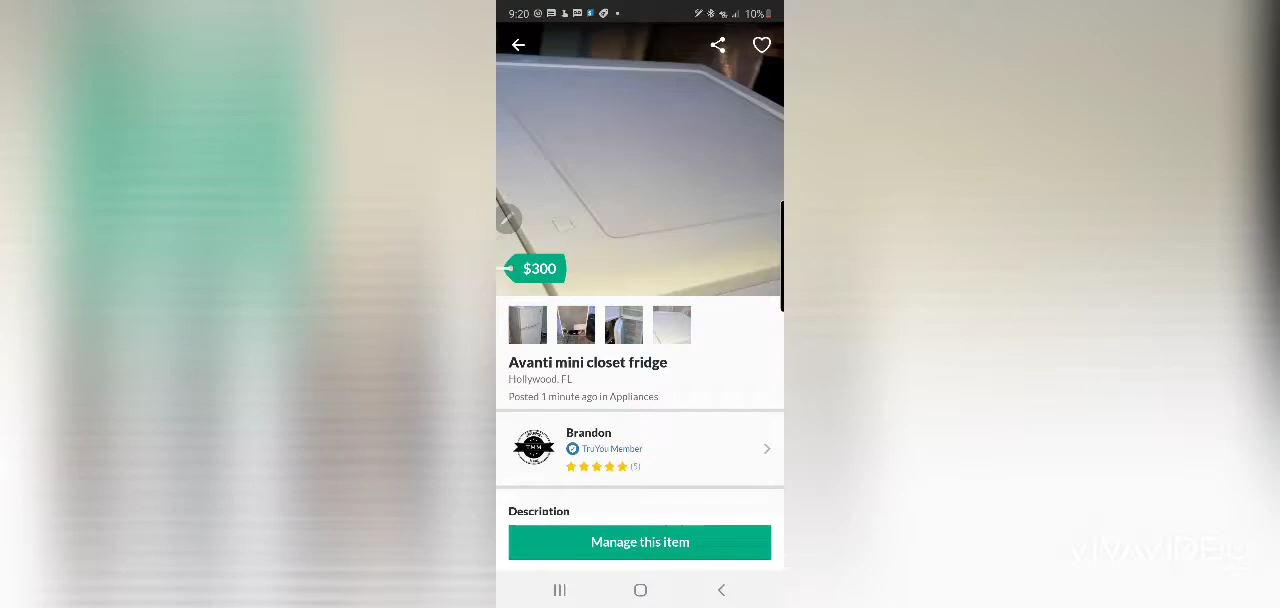 9:20
10%
$300
Avanti mini closet fridge
Hollywood, FL
Posted 1 minute ago in Appliances
Brandon
TruYou Member
(5)
Description
Manage this item
VIVAVIDEO